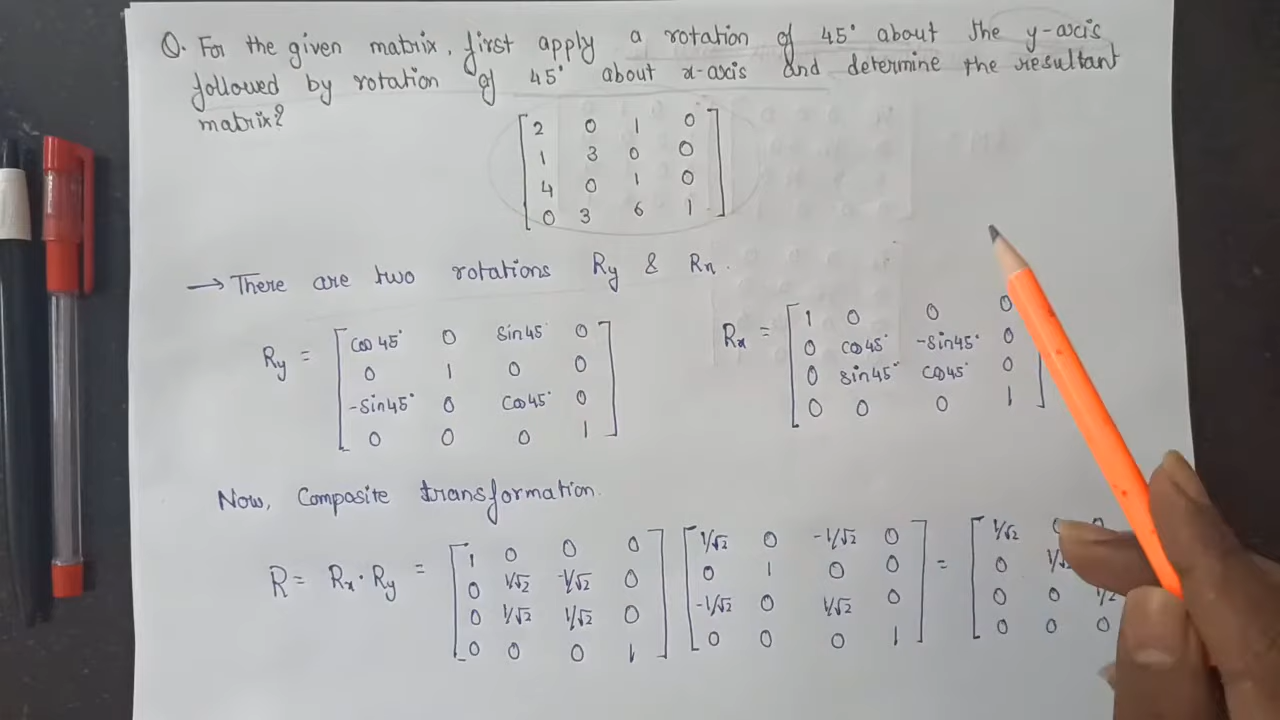 Q. For the given matrix, first apply a rotation of 45° about the y-axis
followed by rotation of 45° about x-axis and determine the resultant
matrix?
2 0 1 0
1 3 0 0
4 0 1 0
0 3 6 1
→ There are two rotations Ry & Rx.
Ry = [cos 45° 0 sin 45° 0
0 1 0 0
-sin45° 0 cos45° 0
0 0 0 1]
Rx = [1 0 0 0
0 cos45° -sin45° 0
0 sin45° cos45° 0
0 0 0 1]
Now, Composite transformation.
R = Rx · Ry = [1 0 0 0
0 1/√2 -1/√2 0
0 1/√2 1/√2 0
0 0 0 1]
[1/√2 0 -1/√2 0
0 1 0 0
-1/√2 0 1/√2 0
0 0 0 1]
= [1/√2
0
0 0 1/2
0 0 0